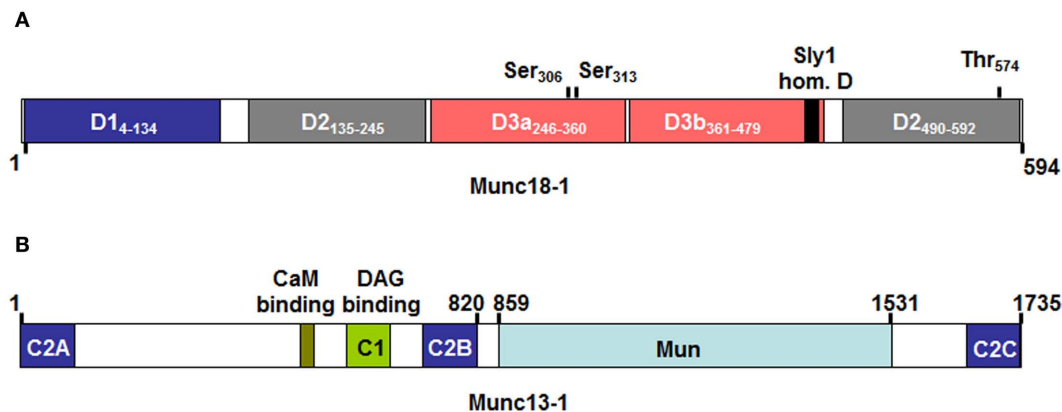 A
Ser306 Ser313
Sly1
hom. D
Thr574
D14-134 D2135-245 D3a246-360 D3b361-479 D2490-592
1 594
Munc18-1
B
CaM
binding
DAG
binding
1 820 859 1531 1735
C2A C1 C2B Mun C2C
Munc13-1